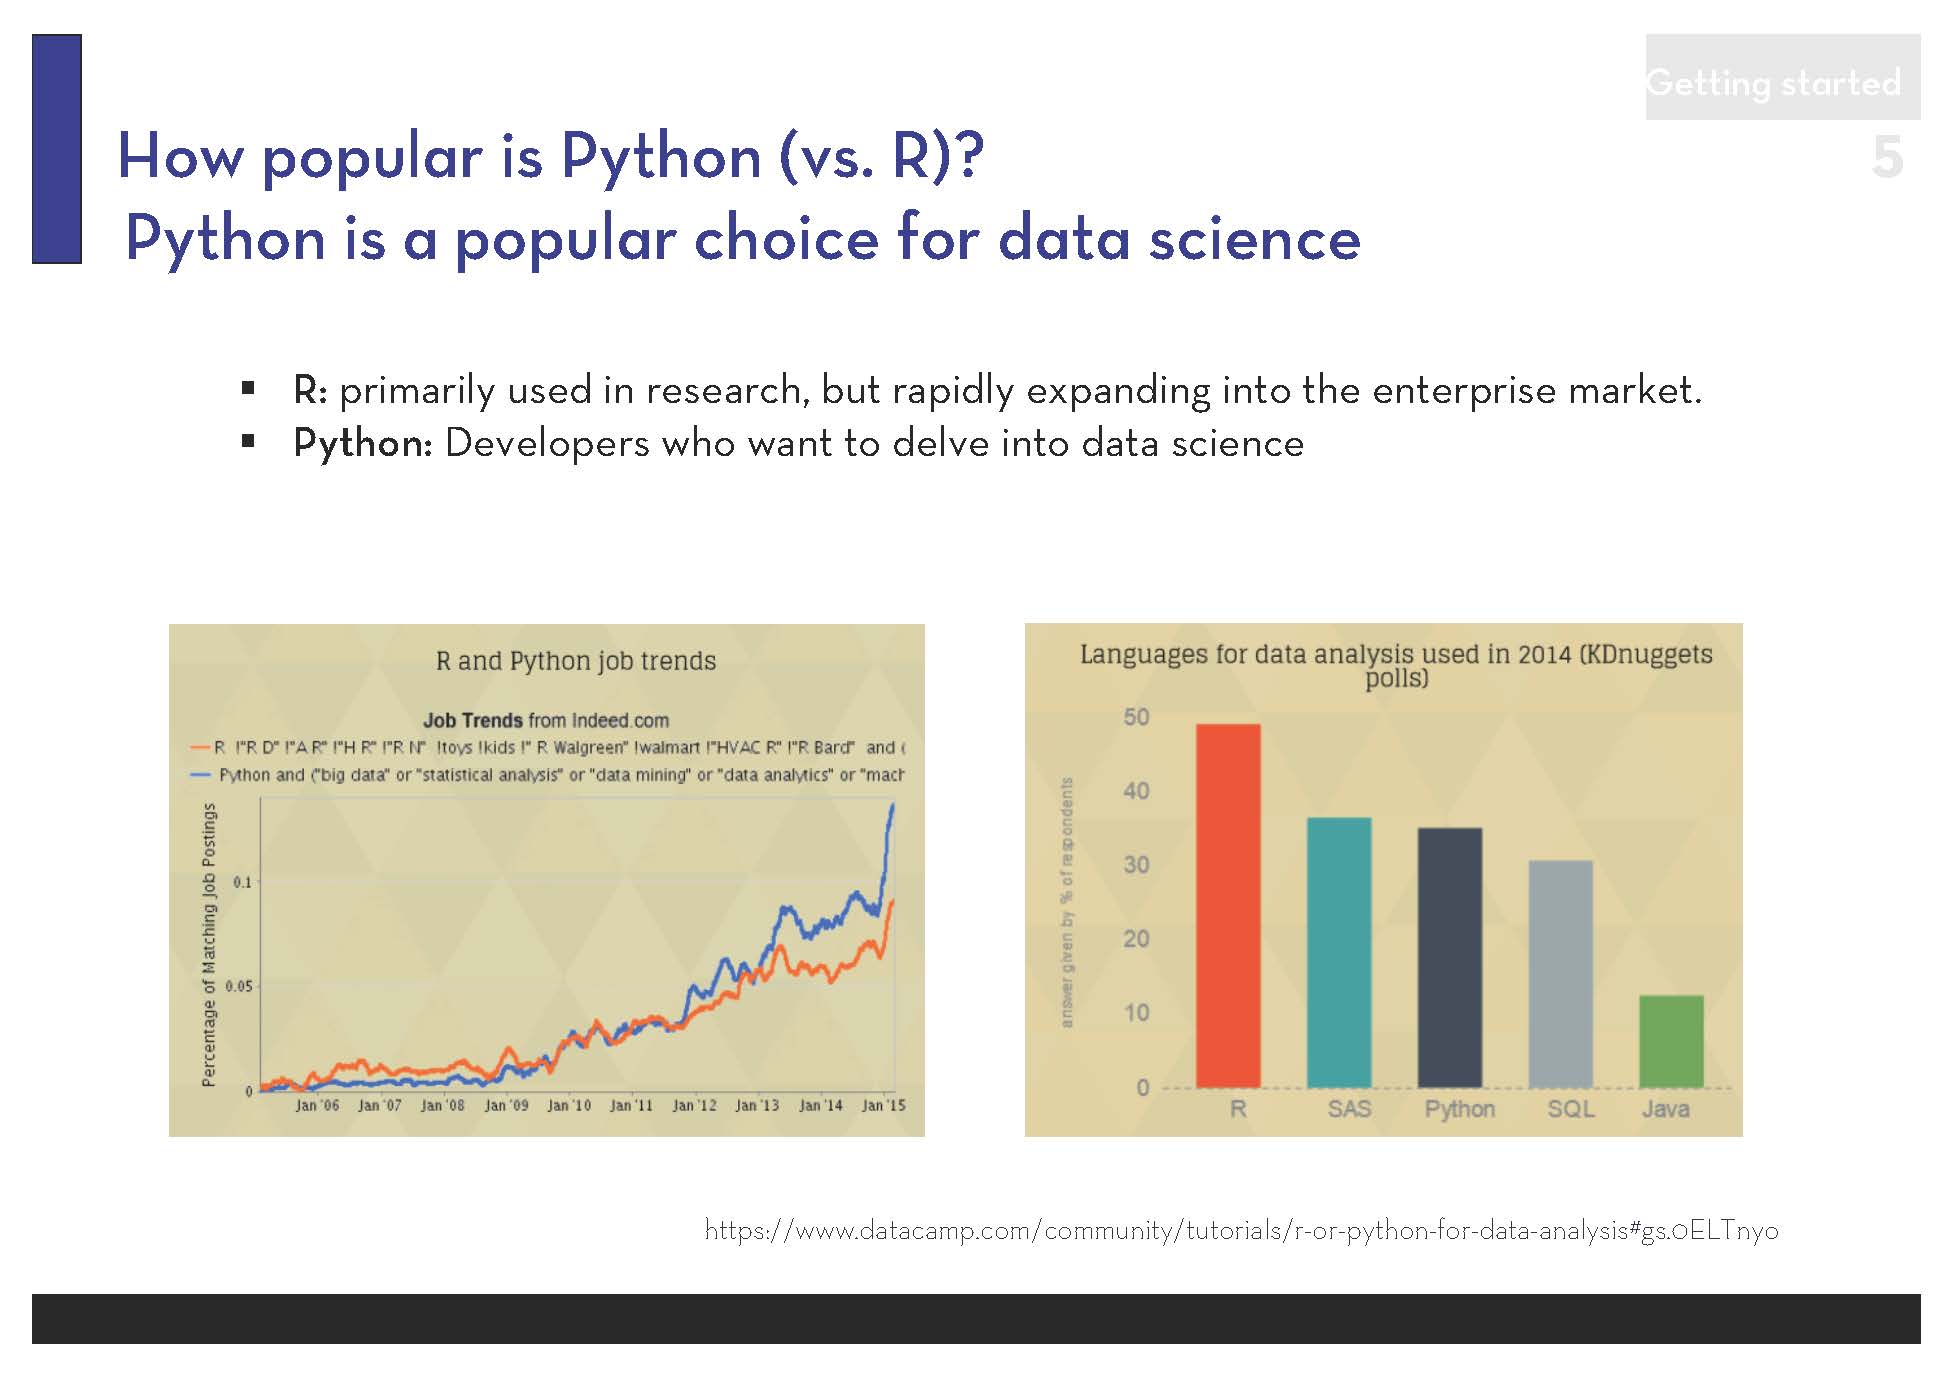 Getting started
5
How popular is Python (vs. R)?
Python is a popular choice for data science
▪ R: primarily used in research, but rapidly expanding into the enterprise market.
▪ Python: Developers who want to delve into data science
R and Python job trends
Job Trends from Indeed.com
R !"R D" !"A R" !"H R" !"R N" !toys !kids !" R Walgreen" !walmart !"HVAC R" !"R Bard" and (
Python and ("big data" or "statistical analysis" or "data mining" or "data analytics" or "mach
Percentage of Matching Job Postings
0.1
0.05
0
Jan '06 Jan '07 Jan '08 Jan '09 Jan '10 Jan '11 Jan '12 Jan '13 Jan '14 Jan '15
Languages for data analysis used in 2014 (KDnuggets
polls)
answer given by % of respondents
50
40
30
20
10
0
R SAS Python SQL Java
https://www.datacamp.com/community/tutorials/r-or-python-for-data-analysis#gs.0ELTnyo